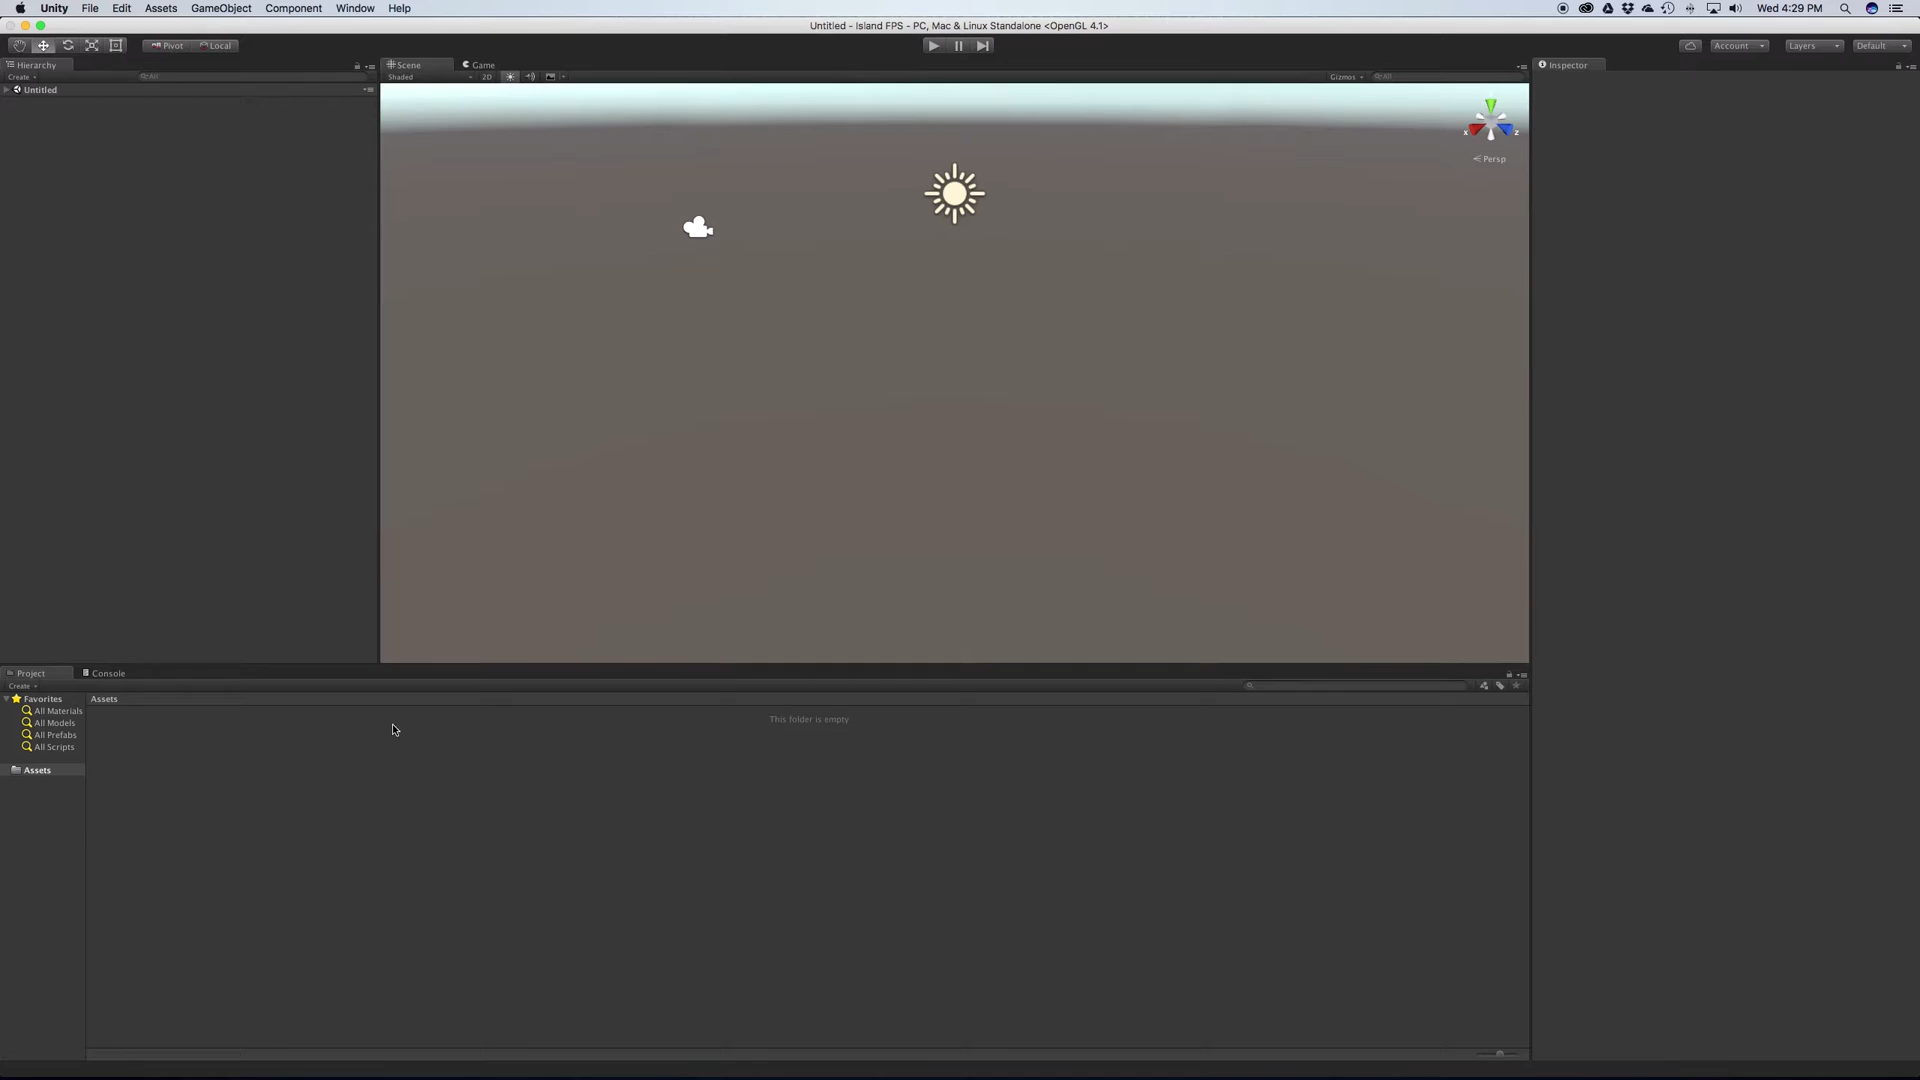 Unity File Edit Assets GameObject Component Window Help Wed 4:29 PM
Untitled - Island FPS - PC, Mac & Linux Standalone <OpenGL 4.1>
Pivot Local Account Layers Default
Hierarchy Scene Game Inspector
Create All Shaded 2D Gizmos All
Untitled
x z
Persp
Project Console
Create
Favorites Assets
All Materials
This folder is empty
All Models
All Prefabs
All Scripts
Assets